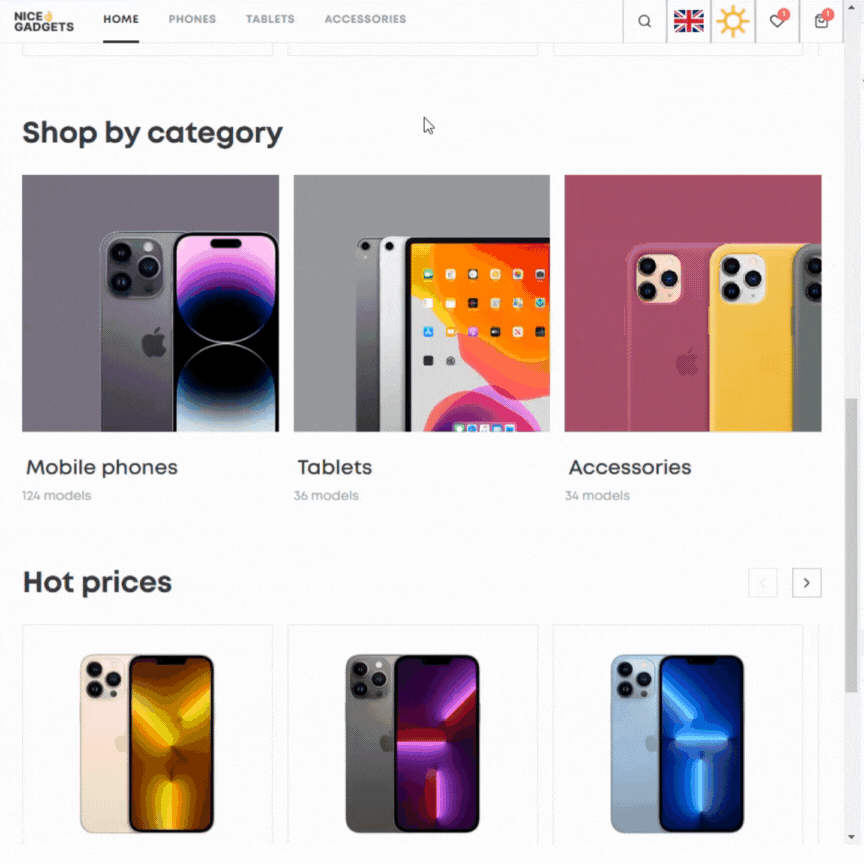 NICE
GADGETS
HOME
PHONES
TABLETS
ACCESSORIES
1
1
Shop by category
Mobile phones
124 models
Tablets
36 models
Accessories
34 models
Hot prices